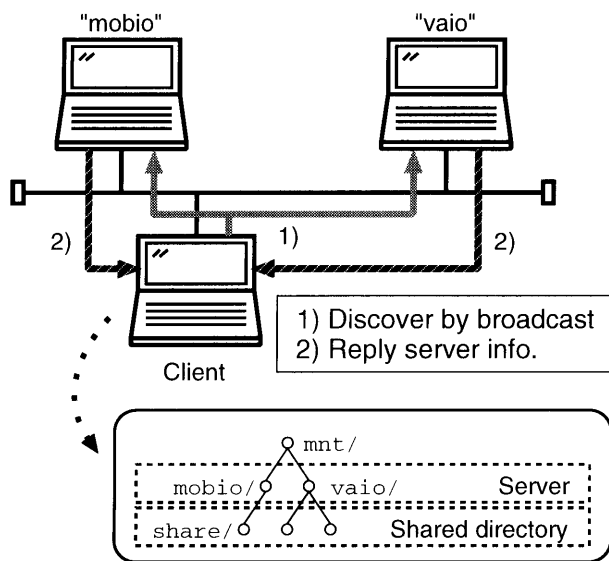 "mobio"
"vaio"
2)
1)
2)
1) Discover by broadcast
2) Reply server info.
Client
mnt/
mobio/
vaio/
Server
share/
Shared directory